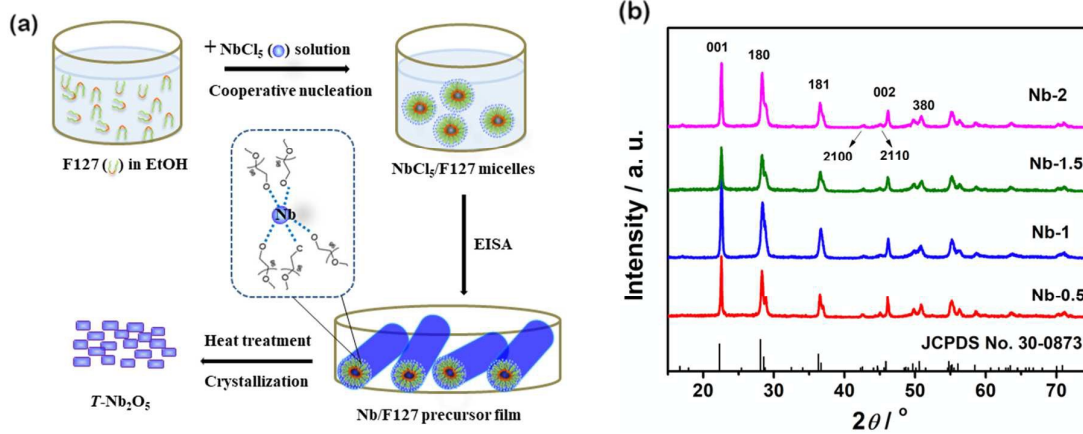 (a)
+ NbCl5 (●) solution
Cooperative nucleation
F127 (U) in EtOH
NbCl5/F127 micelles
O
O
O
O
Nb
O
O
O
C
O
O
O
EISA
Heat treatment
Crystallization
T-Nb2O5
Nb/F127 precursor film
(b)
Intensity / a. u.
001
180
181
002
380
Nb-2
2100
2110
Nb-1.5
Nb-1
Nb-0.5
JCPDS No. 30-0873
20 30 40 50 60 70
2θ / °